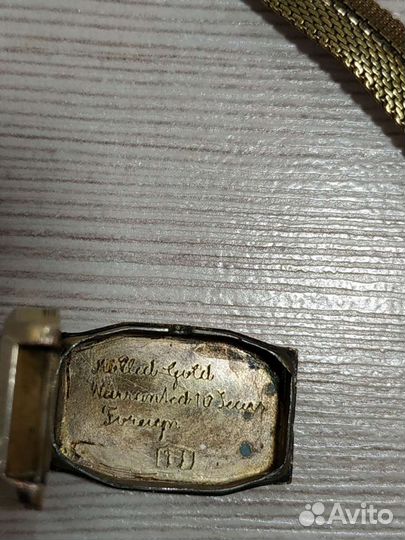 Rolled Gold
Warranted 10 Years
Foreign
Avito